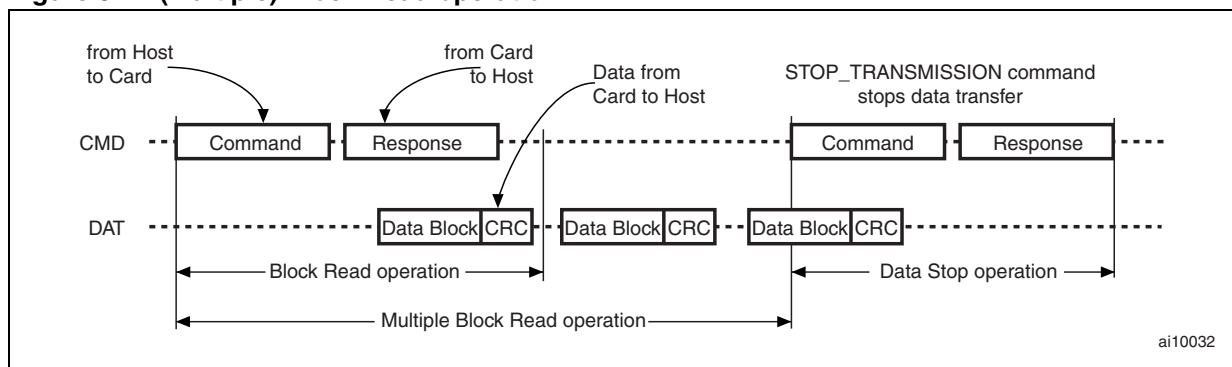 from Host
to Card
from Card
to Host
Data from
Card to Host
STOP_TRANSMISSION command
stops data transfer
CMD
Command
Response
Command
Response
DAT
Data Block
CRC
Data Block
CRC
Data Block
CRC
Block Read operation
Data Stop operation
Multiple Block Read operation
ai10032